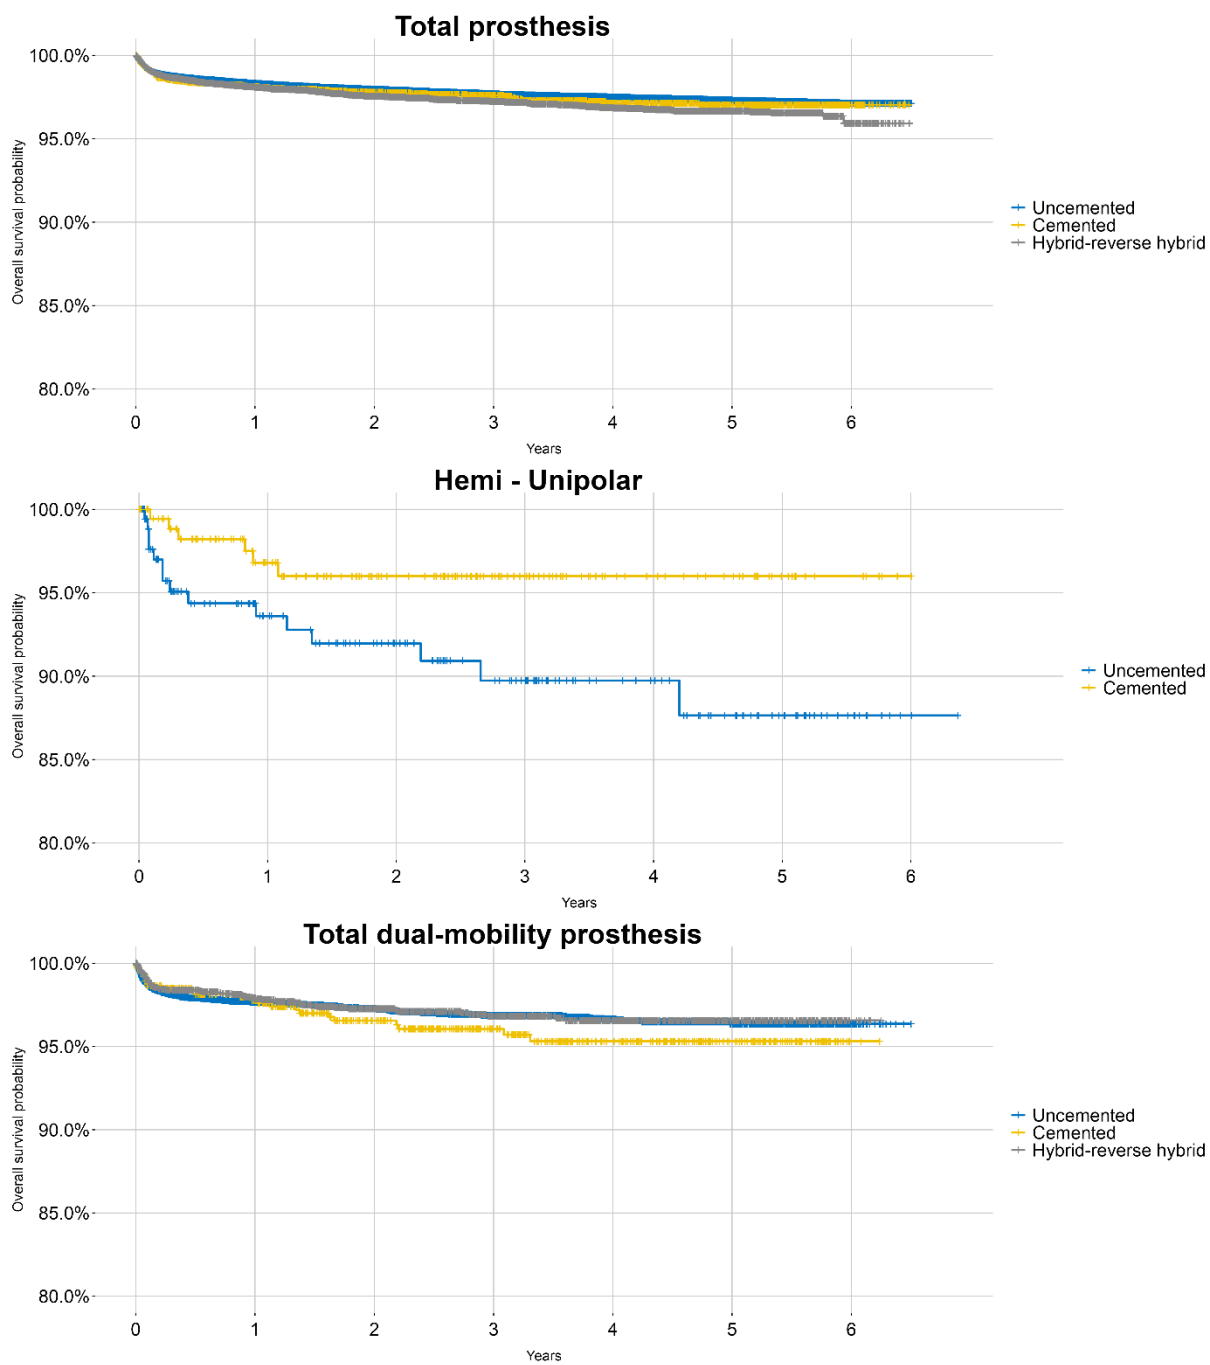 Total prosthesis
Overall survival probability
100.0%
95.0%
90.0%
85.0%
80.0%
0 1 2 3 4 5 6
Years
Uncemented
Cemented
Hybrid-reverse hybrid
Hemi - Unipolar
Overall survival probability
100.0%
95.0%
90.0%
85.0%
80.0%
0 1 2 3 4 5 6
Years
Uncemented
Cemented
Total dual-mobility prosthesis
Overall survival probability
100.0%
95.0%
90.0%
85.0%
80.0%
0 1 2 3 4 5 6
Years
Uncemented
Cemented
Hybrid-reverse hybrid